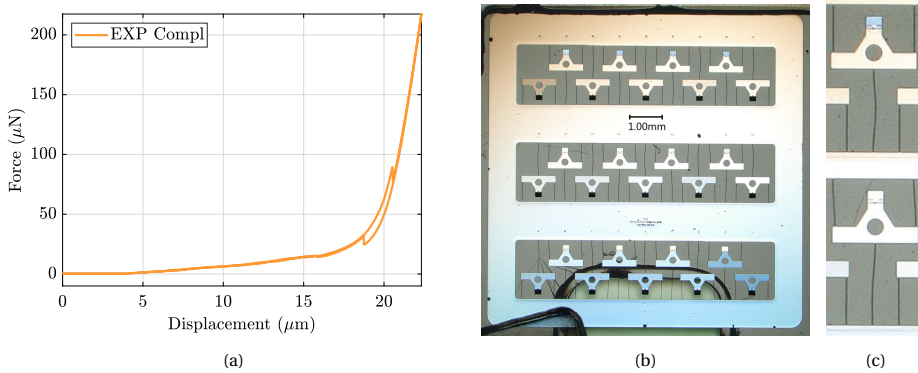 EXP Compl
200
150
100
50
0
Force (μN)
0
5
10
15
20
Displacement (μm)
1.00mm
(a)
(b)
(c)